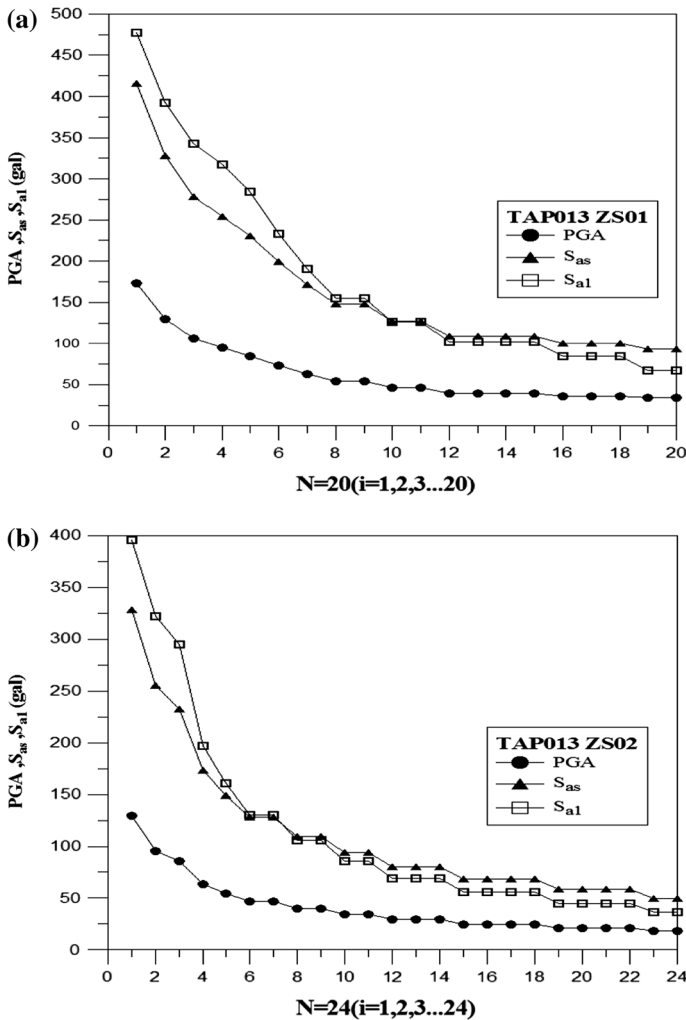 (a)
500
450
400
350
300
250
200
150
100
50
0
PGA ,Sas,Sa1(gal)
TAP013 ZS01
PGA
Sas
Sa1
0 2 4 6 8 10 12 14 16 18 20
N=20(i=1,2,3...20)
(b)
400
350
300
250
200
150
100
50
0
PGA ,Sas,Sa1(gal)
TAP013 ZS02
PGA
Sas
Sa1
0 2 4 6 8 10 12 14 16 18 20 22 24
N=24(i=1,2,3...24)